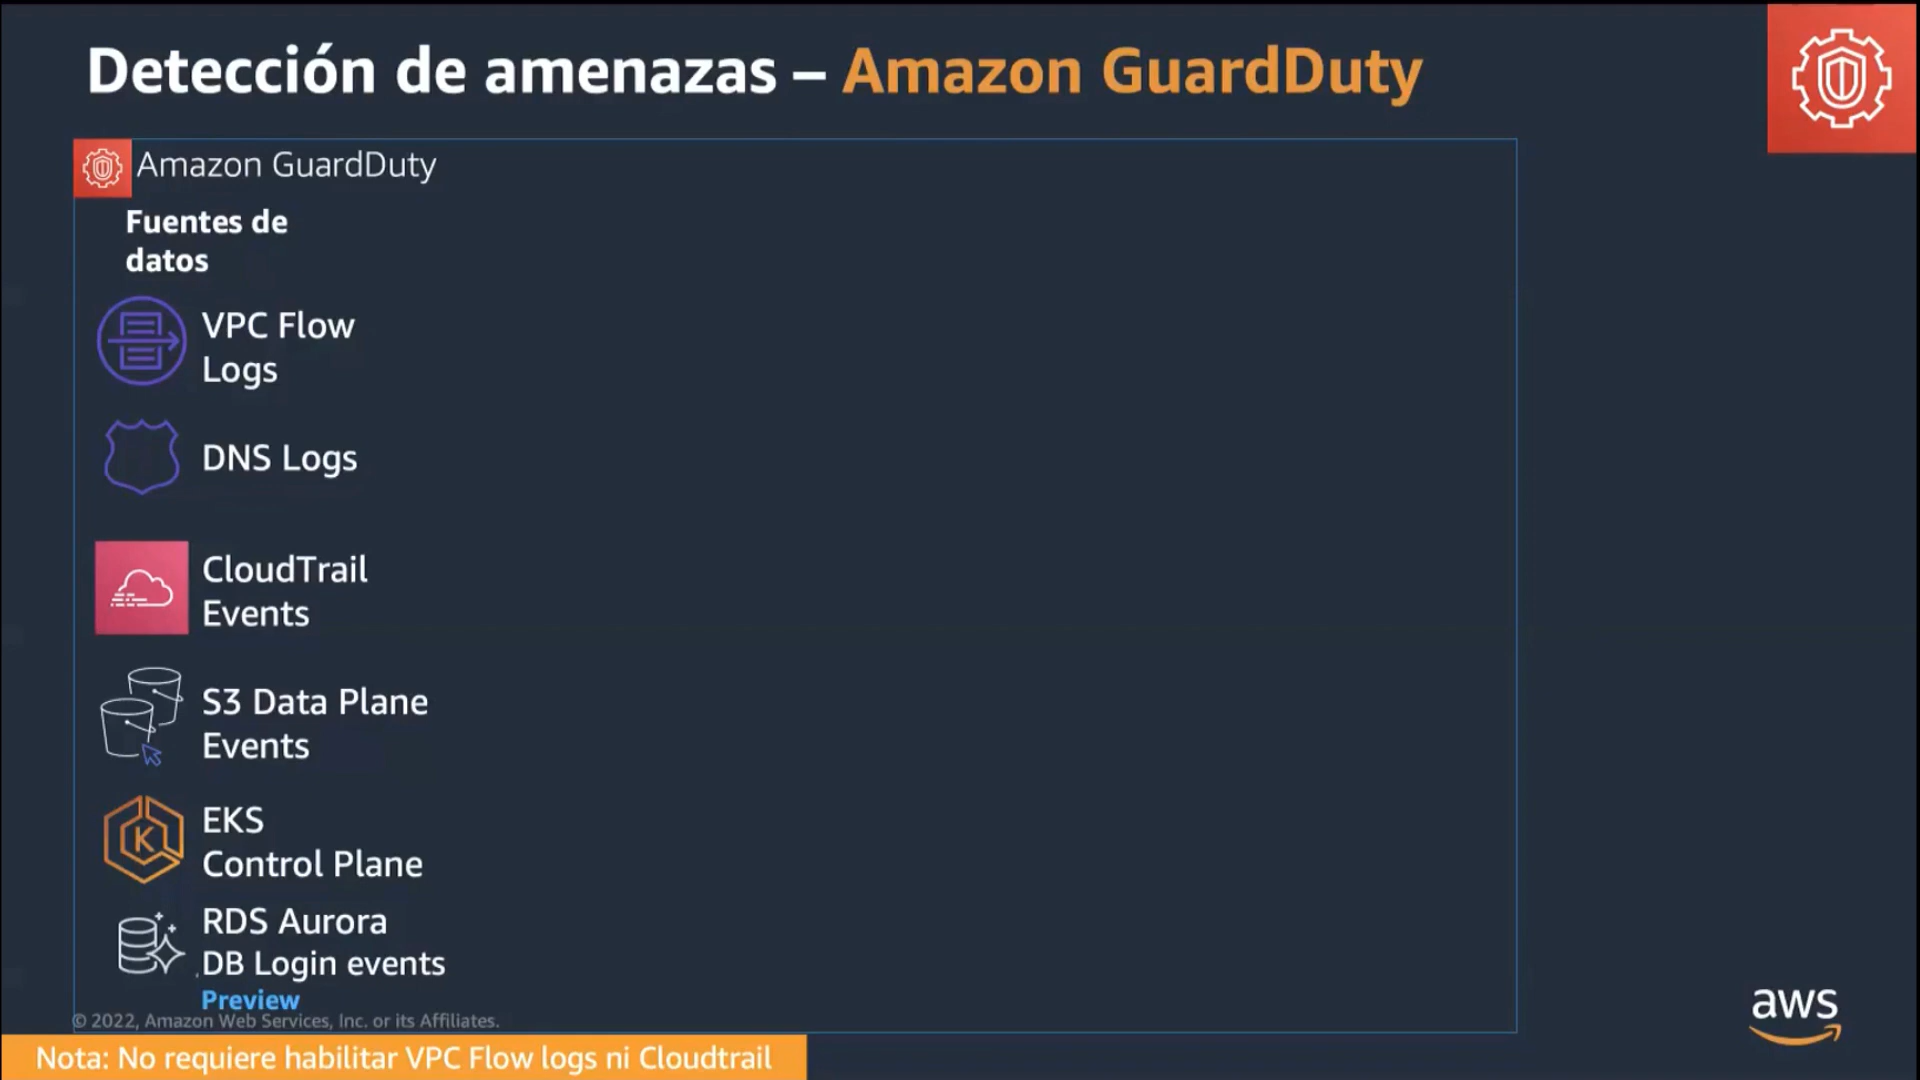 Detección de amenazas – Amazon GuardDuty
Amazon GuardDuty
Fuentes de
datos
VPC Flow
Logs
DNS Logs
CloudTrail
Events
S3 Data Plane
Events
K
EKS
Control Plane
RDS Aurora
DB Login events
Preview
© 2022, Amazon Web Services, Inc. or its Affiliates.
aws
Nota: No requiere habilitar VPC Flow logs ni Cloudtrail